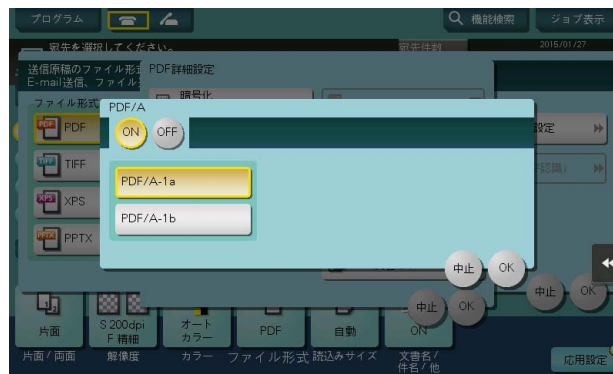 プログラム
機能検索
ジョブ表示
宛先を選択してください。
宛先件数
2015/01/27
送信原稿のファイル形式
PDF詳細設定
E-mail送信、ファイル
暗号化
ファイル形式
PDF/A
PDF
ON
OFF
設定
TIFF
PDF/A-1a
XPS
PDF/A-1b
PPTX
中止
OK
中止
OK
中止
OK
片面
S 200dpi
F 精細
オート
カラー
PDF
自動
ON
片面/両面
解像度
カラー
ファイル形式
読込みサイズ
文書名/
件名/他
応用設定